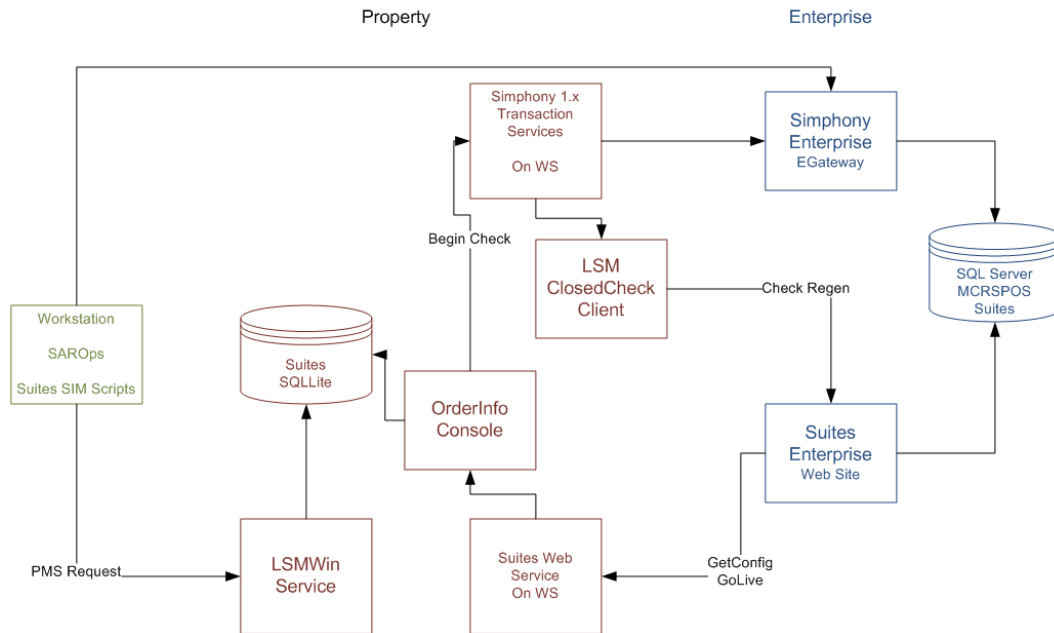 Property
Enterprise
Simphony 1.x
Transaction
Services
On WS
Simphony
Enterprise
EGateway
Begin Check
LSM
ClosedCheck
Client
Check Regen
SQL Server
MCRSPOS
Suites
Workstation
SAROps
Suites SIM Scripts
Suites
SQLLite
OrderInfo
Console
Suites
Enterprise
Web Site
PMS Request
LSMWin
Service
Suites Web
Service
On WS
GetConfig
GoLive